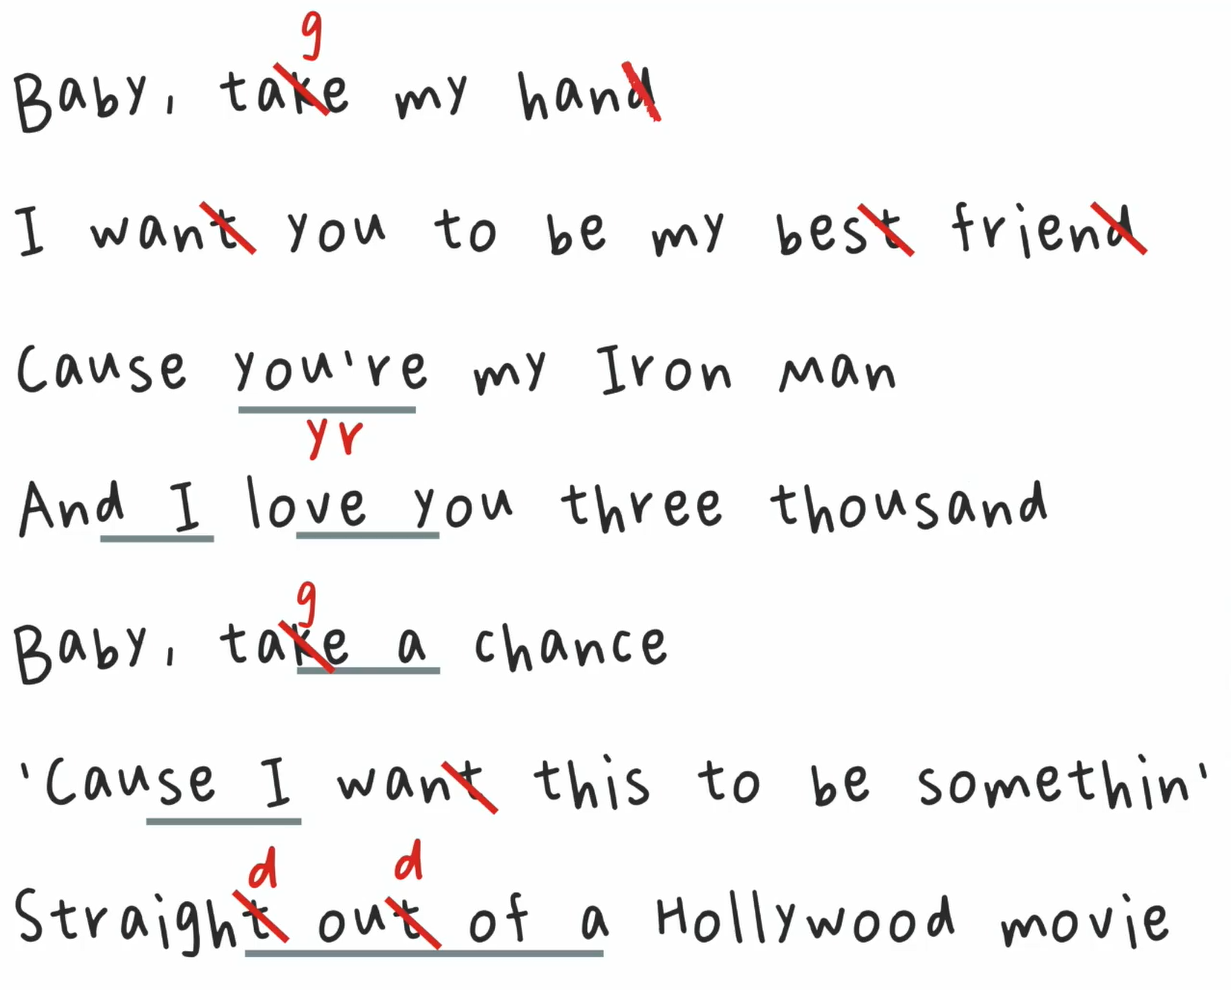 g
Baby, take my hand
I want you to be my best friend
Cause you're my Iron Man
yr
And I love you three thousand
g
Baby, take a chance
'Cause I want this to be somethin'
d d
Straight out of a Hollywood movie